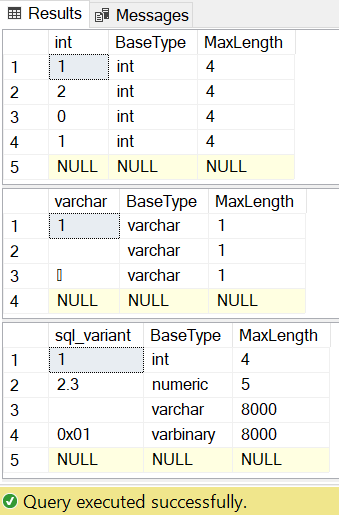 Results Messages
int BaseType MaxLength
1 1 int 4
2 2 int 4
3 0 int 4
4 1 int 4
5 NULL NULL NULL
varchar BaseType MaxLength
1 1 varchar 1
2 varchar 1
3 ▯ varchar 1
4 NULL NULL NULL
sql_variant BaseType MaxLength
1 1 int 4
2 2.3 numeric 5
3 varchar 8000
4 0x01 varbinary 8000
5 NULL NULL NULL
Query executed successfully.